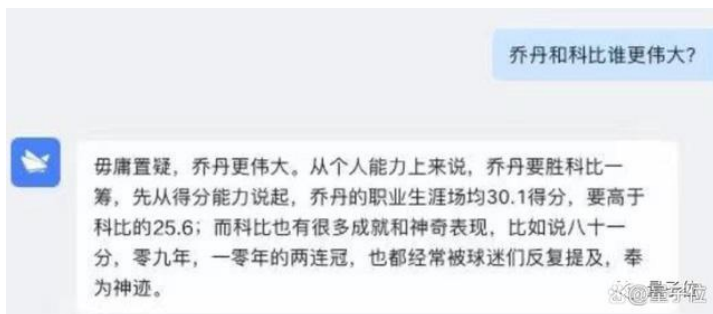 乔丹和科比谁更伟大?
毋庸置疑，乔丹更伟大。从个人能力上来说，乔丹要胜科比一
筹，先从得分能力说起，乔丹的职业生涯场均30.1得分，要高于
科比的25.6；而科比也有很多成就和神奇表现，比如说八十一
分，零九年，一零年的两连冠，也都经常被球迷们反复提及，奉
为神迹。
@量子位